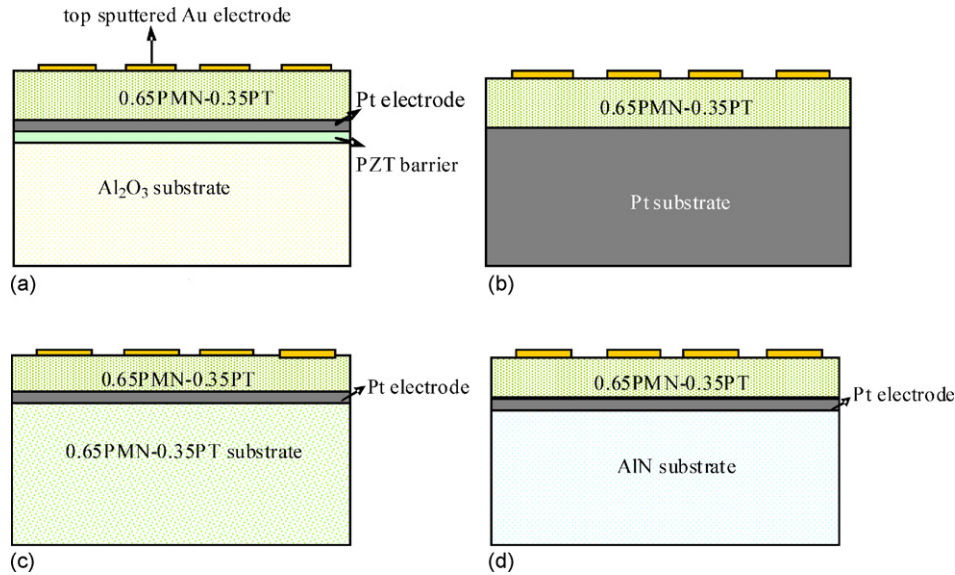 top sputtered Au electrode
0.65PMN-0.35PT
Pt electrode
PZT barrier
Al₂O₃ substrate
(a)
0.65PMN-0.35PT
Pt substrate
(b)
0.65PMN-0.35PT
Pt electrode
0.65PMN-0.35PT substrate
(c)
0.65PMN-0.35PT
Pt electrode
AlN substrate
(d)